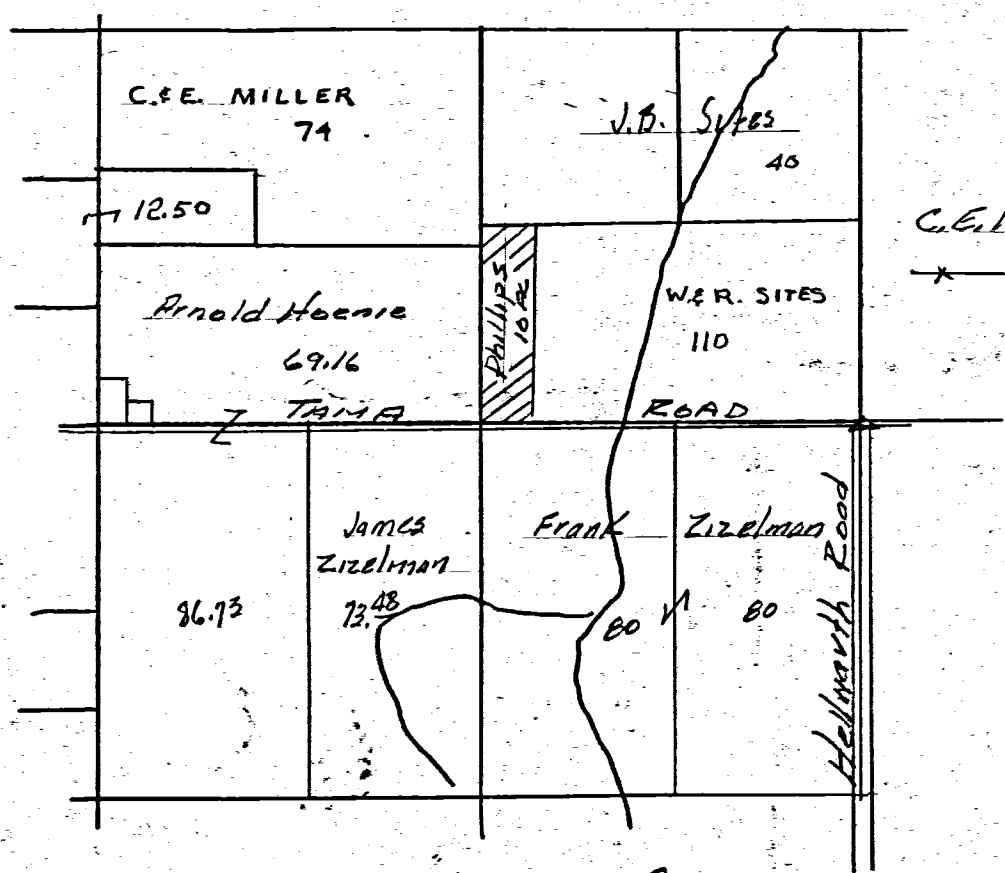 C. & E. MILLER
74
J.B. Sites
40
12.50
C.E.
Arnold Hoenie
69.16
Phillips
10 Ac
W. & R. SITES
110
TAMA ROAD
James
Zizelman
73.48
Frank Zizelman
86.73
80
80
Hellwarth Road